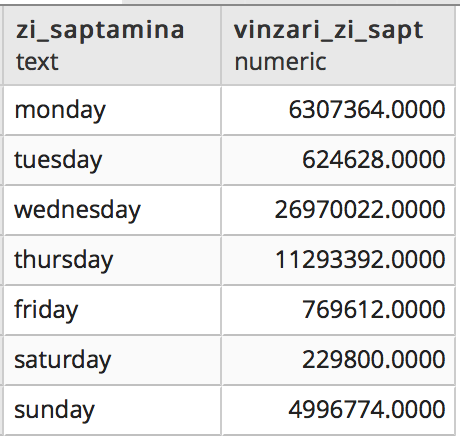 zi_saptamina vinzari_zi_sapt
text numeric
monday 6307364.0000
tuesday 624628.0000
wednesday 26970022.0000
thursday 11293392.0000
friday 769612.0000
saturday 229800.0000
sunday 4996774.0000